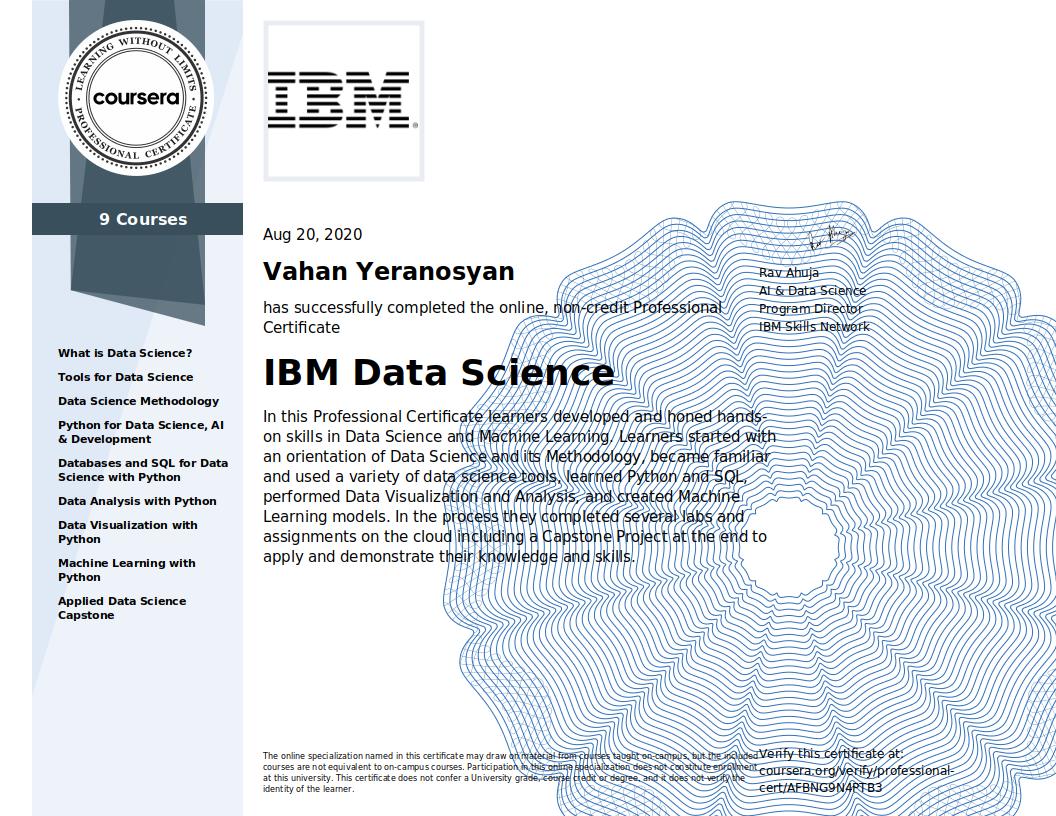 LEARNING WITHOUT LIMITS
coursera
PROFESSIONAL CERTIFICATE
9 Courses
What is Data Science?
Tools for Data Science
Data Science Methodology
Python for Data Science, AI
& Development
Databases and SQL for Data
Science with Python
Data Analysis with Python
Data Visualization with
Python
Machine Learning with
Python
Applied Data Science
Capstone
IBM®
Aug 20, 2020
Vahan Yeranosyan
has successfully completed the online, non-credit Professional
Certificate
IBM Data Science
In this Professional Certificate learners developed and honed hands-
on skills in Data Science and Machine Learning. Learners started with
an orientation of Data Science and its Methodology, became familiar
and used a variety of data science tools, learned Python and SQL,
performed Data Visualization and Analysis, and created Machine
Learning models. In the process they completed several labs and
assignments on the cloud including a Capstone Project at the end to
apply and demonstrate their knowledge and skills.
Rav Ahuja
AI & Data Science
Program Director
IBM Skills Network
The online specialization named in this certificate may draw on material from courses taught on-campus, but the included
courses are not equivalent to on-campus courses. Participation in this online specialization does not constitute enrollment
at this university. This certificate does not confer a University grade, course credit or degree, and it does not verify the
identity of the learner.
Verify this certificate at:
coursera.org/verify/professional-
cert/AFBNG9N4PTB3